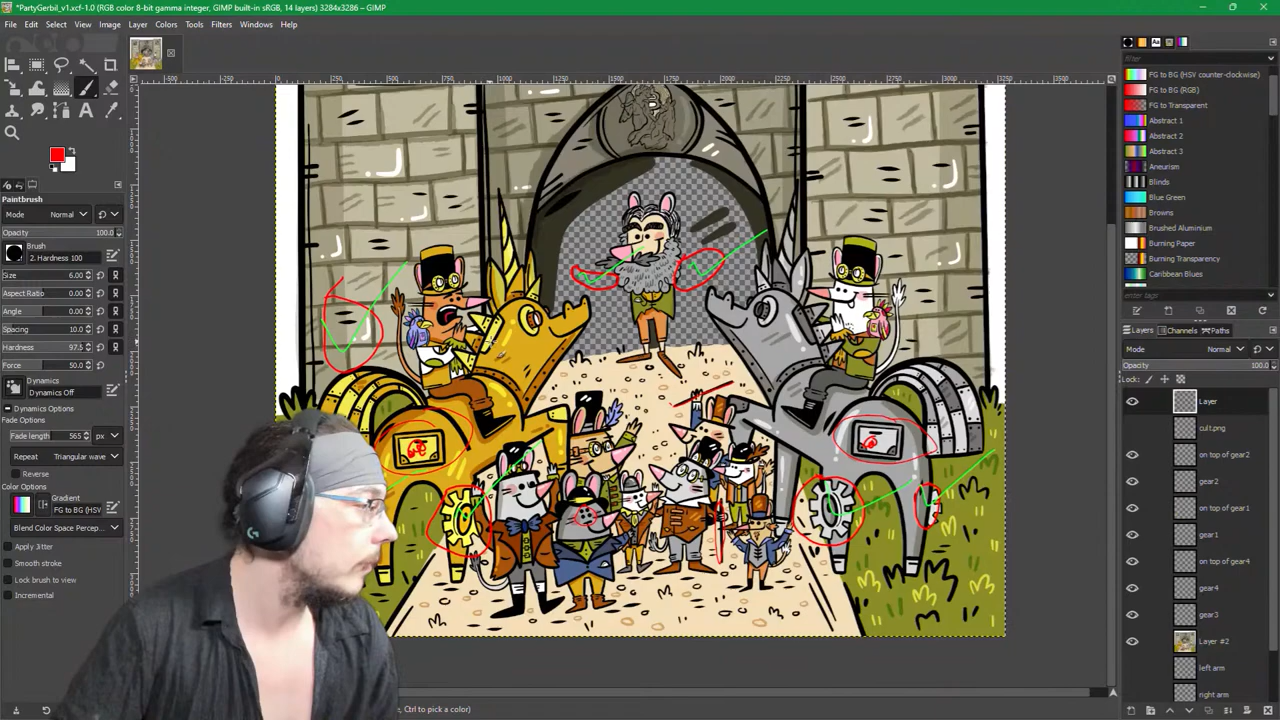 *PartyGerbil_v1.xcf-1.0 (RGB color 8-bit gamma integer, GIMP built-in sRGB, 14 layers) 3284x3286 – GIMP
File Edit Select View Image Layer Colors Tools Filters Windows Help
Paintbrush
Mode Normal
Opacity 100.0
Brush
2. Hardness 100
Size 6.00
Aspect Ratio 0.00
Angle 0.00
Spacing 10.0
Hardness 97.5
Force 50.0
Dynamics
Dynamics Off
Dynamics Options
Fade Options
Fade length 565 px
Repeat Triangular wave
Reverse
Color Options
Gradient
FG to BG (HSV
Blend Color Space Percep...
Apply Jitter
Smooth stroke
Lock brush to view
Incremental
, Ctrl to pick a color)
filter
FG to BG (HSV counter-clockwise)
FG to BG (RGB)
FG to Transparent
Abstract 1
Abstract 2
Abstract 3
Aneurism
Blinds
Blue Green
Browns
Brushed Aluminium
Burning Paper
Burning Transparency
Caribbean Blues
enter tags
Layers Channels Paths
Mode Normal
Opacity 100.0
Lock:
Layer
cult.png
on top of gear2
gear2
on top of gear1
gear1
on top of gear4
gear4
gear3
Layer #2
left arm
right arm